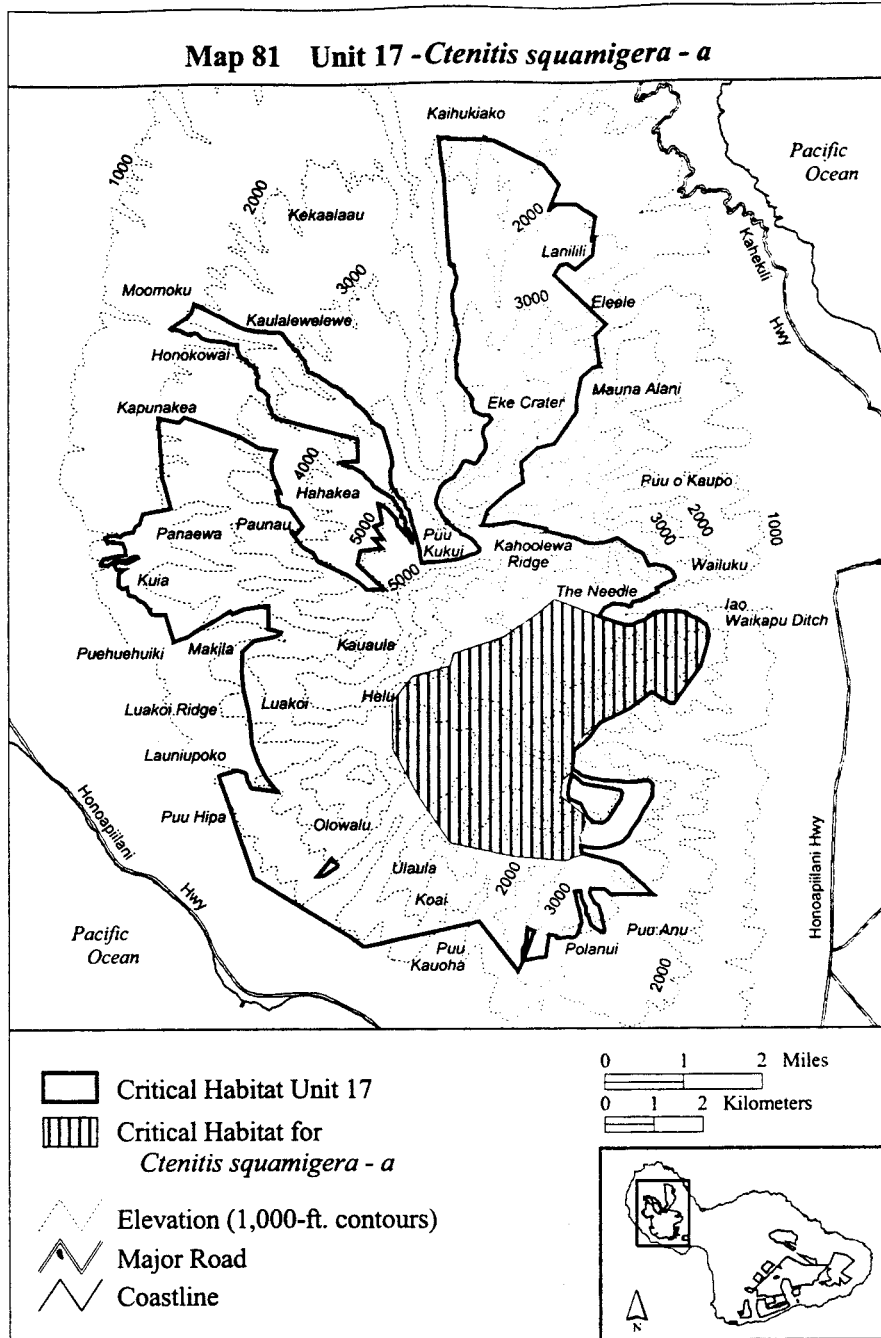 Map 81 Unit 17 - Ctenitis squamigera - a
Kaihukiako
Pacific
Ocean
1000
2000
Kekaalaau
2000
Lanilili
Kahekili
Hwy
3000
3000
Eleele
Moomoku
Kaulalewelewe
Honokowai
Mauna Alani
Eke Crater
Kapunakea
4000
Hahakea
Puu o Kaupo
5000
3000
2000
1000
Panaewa
Paunau
Puu
Kukui
Kahoolewa
Ridge
Wailuku
Kuia
5000
The Needle
Iao
Waikapu Ditch
Puehuehuiki
Makila
Kauaula
Luakoi Ridge
Luakoi
Helu
Launiupoko
Honoapiilani
Hwy
Puu Hipa
Olowalu
Ulaula
Koai
2000
3000
Honoapiilani Hwy
Puu Anu
Polanui
Puu
Kauoha
2000
Pacific
Ocean
Critical Habitat Unit 17
Critical Habitat for
Ctenitis squamigera - a
Elevation (1,000-ft. contours)
Major Road
Coastline
0 1 2 Miles
0 1 2 Kilometers
N